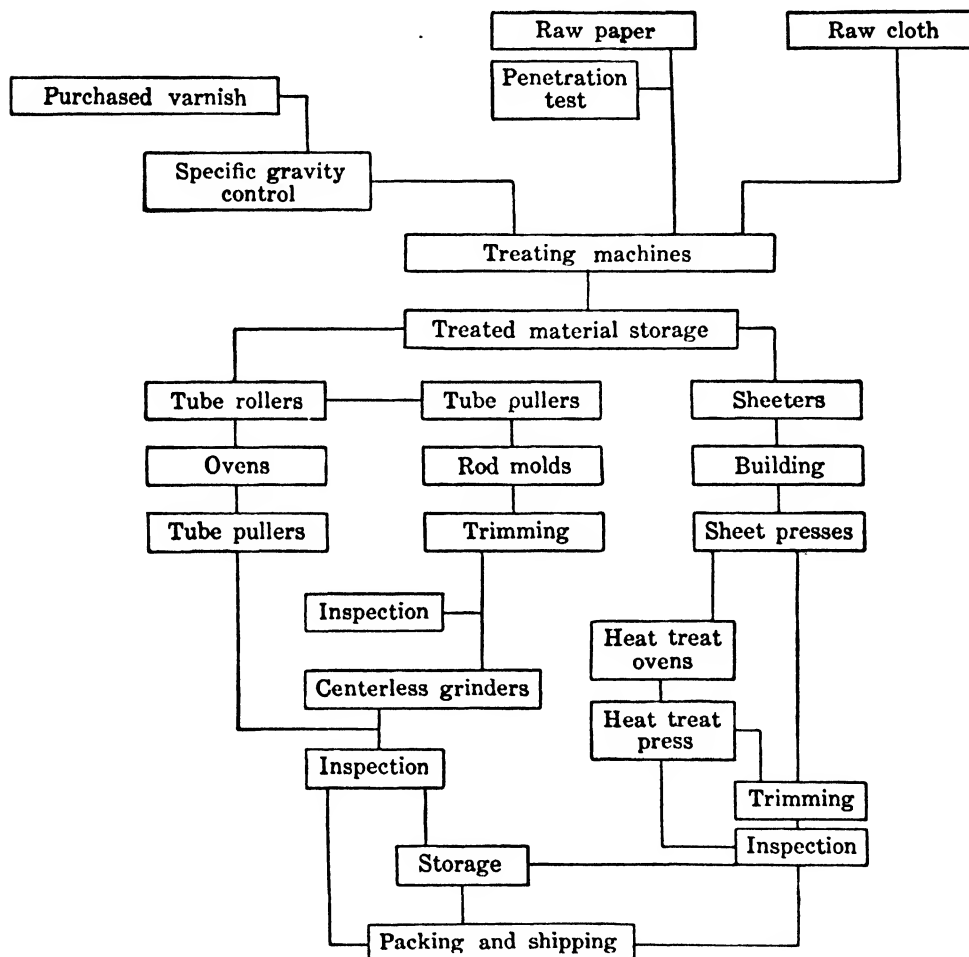 Raw paper
Raw cloth
Penetration
test
Purchased varnish
Specific gravity
control
Treating machines
Treated material storage
Tube rollers
Tube pullers
Sheeters
Ovens
Rod molds
Building
Tube pullers
Trimming
Sheet presses
Inspection
Heat treat
ovens
Centerless grinders
Heat treat
press
Inspection
Trimming
Inspection
Storage
Packing and shipping